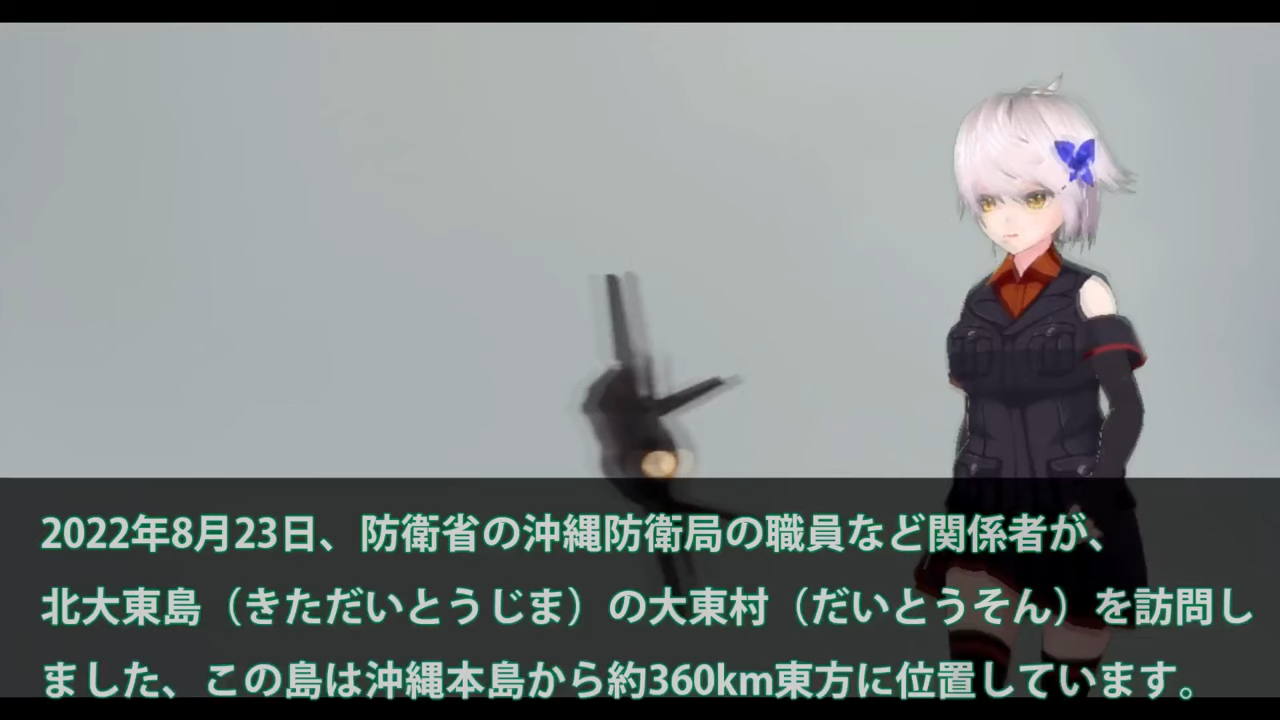 2022年8月23日、防衛省の沖縄防衛局の職員など関係者が、
北大東島（きただいとうじま）の大東村（だいとうそん）を訪問し
ました、この島は沖縄本島から約360km東方に位置しています。